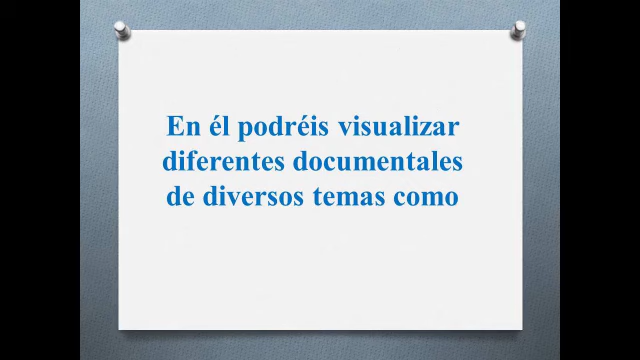 En él podréis visualizar
diferentes documentales
de diversos temas como